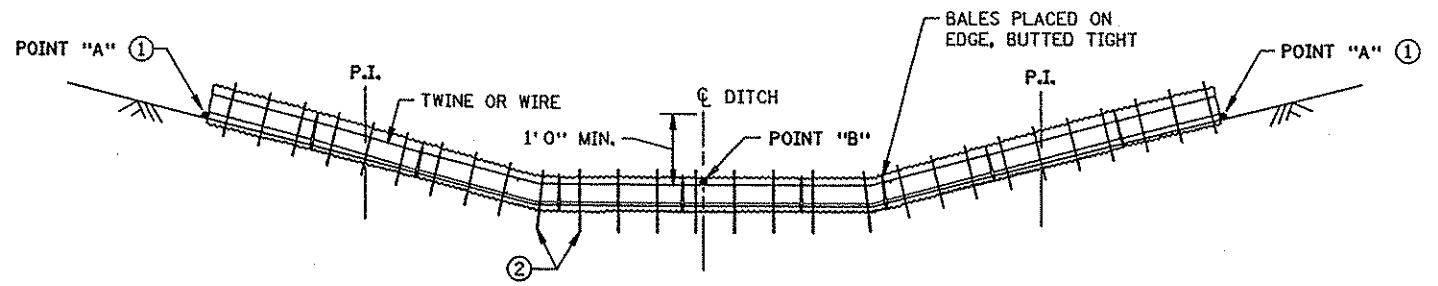 BALES PLACED ON
EDGE, BUTTED TIGHT
POINT "A" ①
POINT "A" ①
P.I.
P.I.
TWINE OR WIRE
℄ DITCH
1'0" MIN.
POINT "B"
②